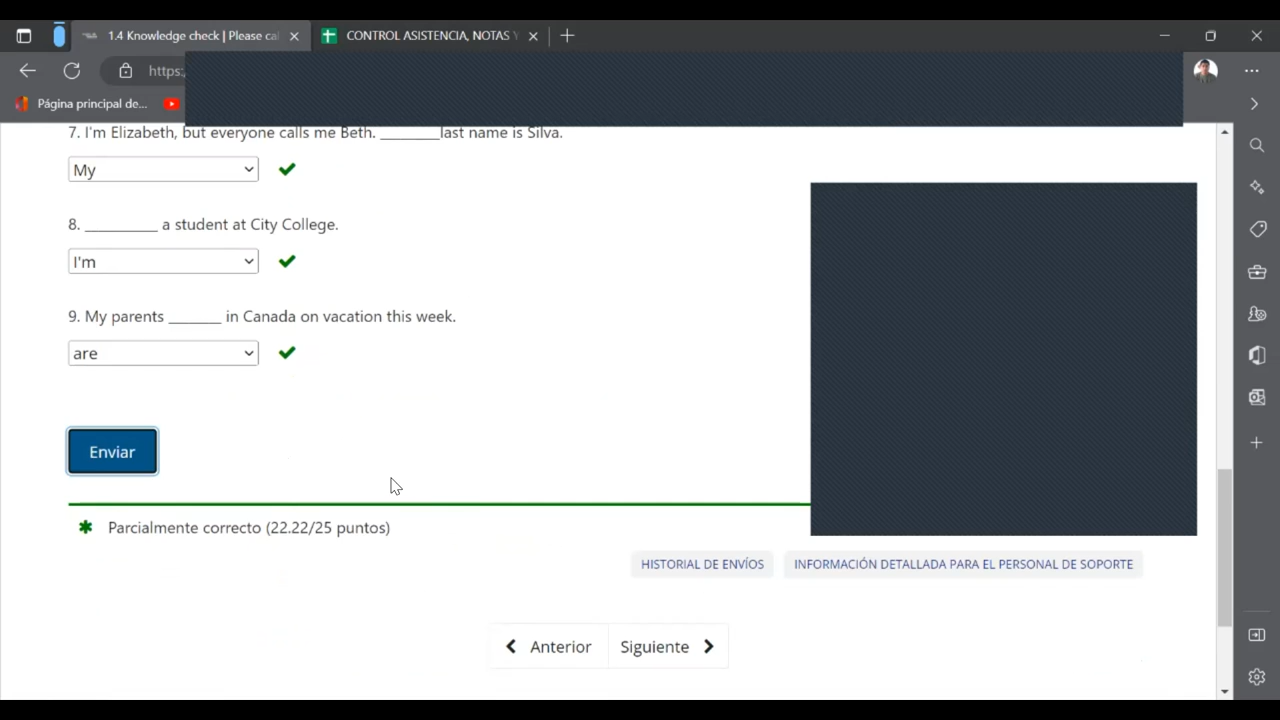 1.4 Knowledge check | Please cal
CONTROL ASISTENCIA, NOTAS Y
https:/
Página principal de...
7. I'm Elizabeth, but everyone calls me Beth. ________last name is Silva.
My
8. __________ a student at City College.
I'm
9. My parents _______ in Canada on vacation this week.
are
Enviar
Parcialmente correcto (22.22/25 puntos)
HISTORIAL DE ENVÍOS
INFORMACIÓN DETALLADA PARA EL PERSONAL DE SOPORTE
Anterior
Siguiente